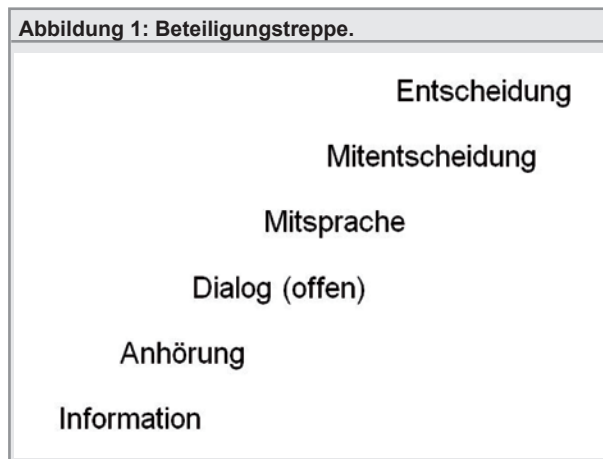 Abbildung 1: Beteiligungstreppe.
Entscheidung
Mitentscheidung
Mitsprache
Dialog (offen)
Anhörung
Information